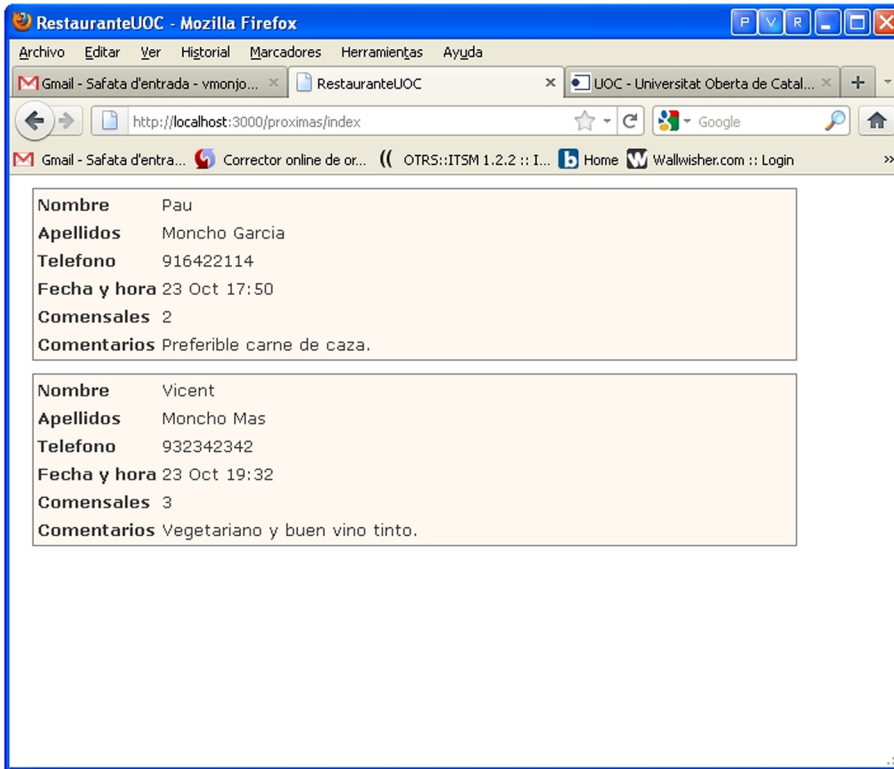 RestauranteUOC - Mozilla Firefox
P V R
Archivo Editar Ver Historial Marcadores Herramientas Ayuda
Gmail - Safata d'entrada - vmonjo... RestauranteUOC UOC - Universitat Oberta de Catal...
http://localhost:3000/proximas/index Google
Gmail - Safata d'entra... Corrector online de or... OTRS::ITSM 1.2.2 :: I... b Home W Wallwisher.com :: Login »
Nombre Pau
Apellidos Moncho Garcia
Telefono 916422114
Fecha y hora 23 Oct 17:50
Comensales 2
Comentarios Preferible carne de caza.
Nombre Vicent
Apellidos Moncho Mas
Telefono 932342342
Fecha y hora 23 Oct 19:32
Comensales 3
Comentarios Vegetariano y buen vino tinto.